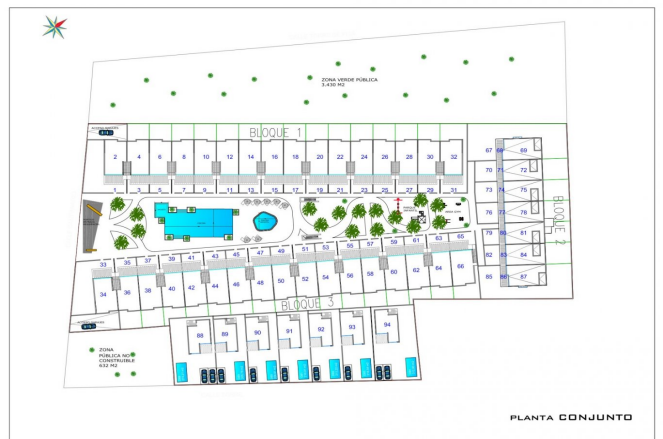 ZONA VERDE PÚBLICA
3.430 M2
BLOQUE 1
2 4 6 8 10 12 14 16 18 20 22 24 26 28 30 32
1 3 5 7 9 11 13 15 17 19 21 23 25 27 29 31
67 68 69
70 71 72
73 74 75
76 77 78
79 80 81
82 83 84
85 86 87
BLOQUE 2
33 35 37 39 41 43 45 47 49 51 53 55 57 59 61 63 65
34 36 38 40 42 44 46 48 50 52 54 56 58 60 62 64 66
BLOQUE 3
88 89 90 91 92 93 94
ZONA
PÚBLICA NO
CONSTRUIBLE
632 M2
PLANTA CONJUNTO